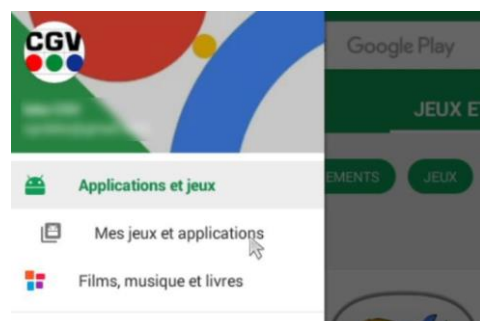 CGV
Google Play
JEUX E
EMENTS
JEUX
Applications et jeux
Mes jeux et applications
Films, musique et livres